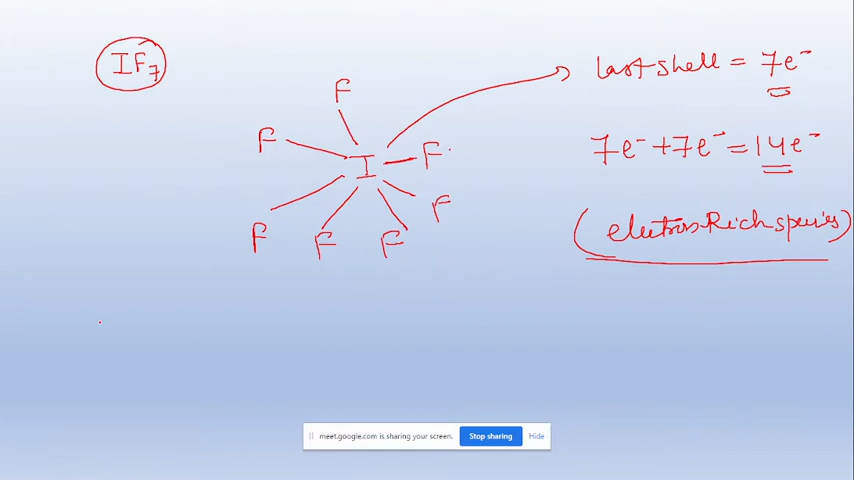 IF7
last shell = 7e-
7e- + 7e- = 14e-
(electron Rich species)
F
F
I
F
F
F
F
F
meet.google.com is sharing your screen.
Stop sharing
Hide